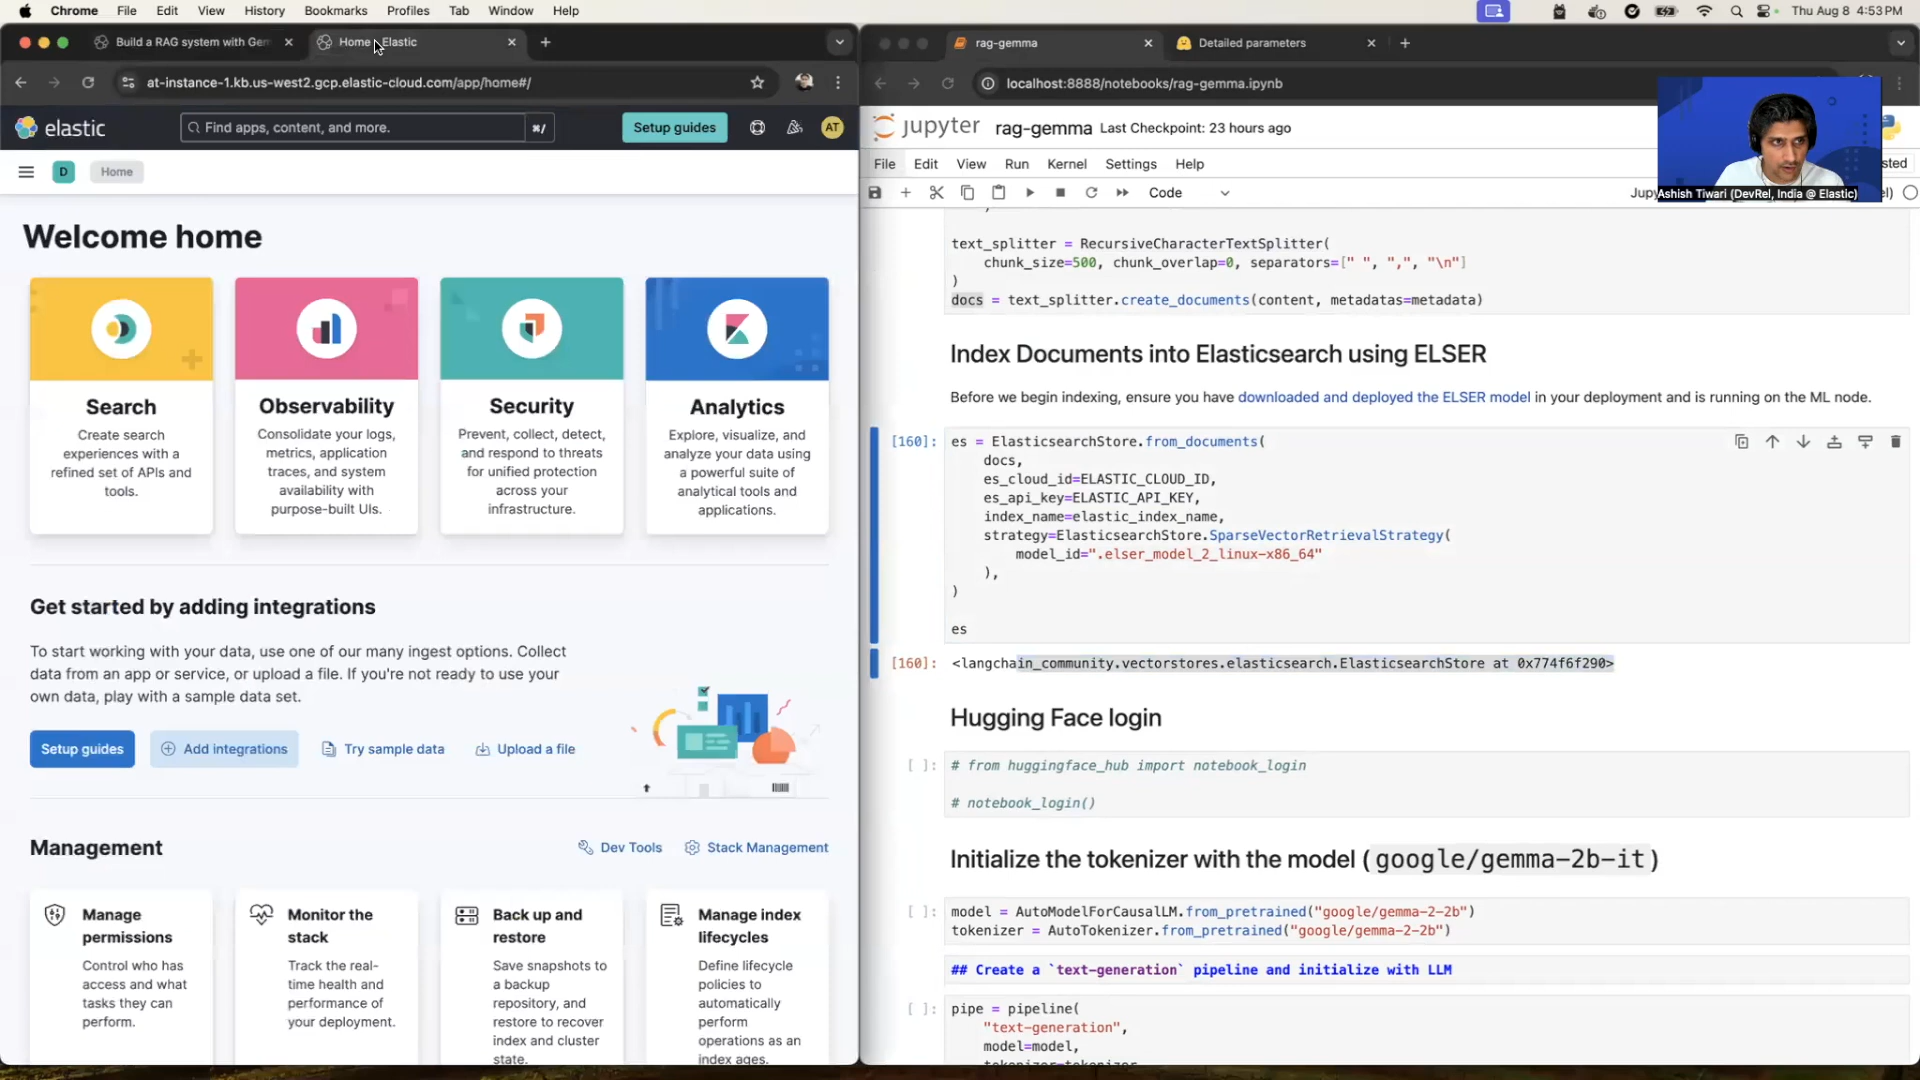 Chrome File Edit View History Bookmarks Profiles Tab Window Help
Thu Aug 8 4:53 PM
Build a RAG system with Gem
Home - Elastic
at-instance-1.kb.us-west2.gcp.elastic-cloud.com/app/home#/
elastic
Find apps, content, and more.
⌘/
Setup guides
AT
D
Home
Welcome home
Search
Create search
experiences with a
refined set of APIs and
tools.
Observability
Consolidate your logs,
metrics, application
traces, and system
availability with
purpose-built UIs.
Security
Prevent, collect, detect,
and respond to threats
for unified protection
across your
infrastructure.
Analytics
Explore, visualize, and
analyze your data using
a powerful suite of
analytical tools and
applications.
Get started by adding integrations
To start working with your data, use one of our many ingest options. Collect
data from an app or service, or upload a file. If you're not ready to use your
own data, play with a sample data set.
Setup guides
Add integrations
Try sample data
Upload a file
Management
Dev Tools
Stack Management
Manage
permissions
Control who has
access and what
tasks they can
perform.
Monitor the
stack
Track the real-
time health and
performance of
your deployment.
Back up and
restore
Save snapshots to
a backup
repository, and
restore to recover
index and cluster
state.
Manage index
lifecycles
Define lifecycle
policies to
automatically
perform
operations as an
index ages.
rag-gemma
Detailed parameters
localhost:8888/notebooks/rag-gemma.ipynb
jupyter rag-gemma Last Checkpoint: 23 hours ago
File Edit View Run Kernel Settings Help
sted
Code
Jupy
Ashish Tiwari (DevRel, India @ Elastic)
text_splitter = RecursiveCharacterTextSplitter(
chunk_size=500, chunk_overlap=0, separators=[" ", ",", "\n"]
)
docs = text_splitter.create_documents(content, metadatas=metadata)
Index Documents into Elasticsearch using ELSER
Before we begin indexing, ensure you have downloaded and deployed the ELSER model in your deployment and is running on the ML node.
[160]: es = ElasticsearchStore.from_documents(
docs,
es_cloud_id=ELASTIC_CLOUD_ID,
es_api_key=ELASTIC_API_KEY,
index_name=elastic_index_name,
strategy=ElasticsearchStore.SparseVectorRetrievalStrategy(
model_id=".elser_model_2_linux-x86_64"
),
)
es
[160]: <langchain_community.vectorstores.elasticsearch.ElasticsearchStore at 0x774f6f290>
Hugging Face login
[ ]: # from huggingface_hub import notebook_login
# notebook_login()
Initialize the tokenizer with the model (google/gemma-2b-it)
[ ]: model = AutoModelForCausalLM.from_pretrained("google/gemma-2-2b")
tokenizer = AutoTokenizer.from_pretrained("google/gemma-2-2b")
## Create a `text-generation` pipeline and initialize with LLM
[ ]: pipe = pipeline(
"text-generation",
model=model,
tokenizer=tokenizer